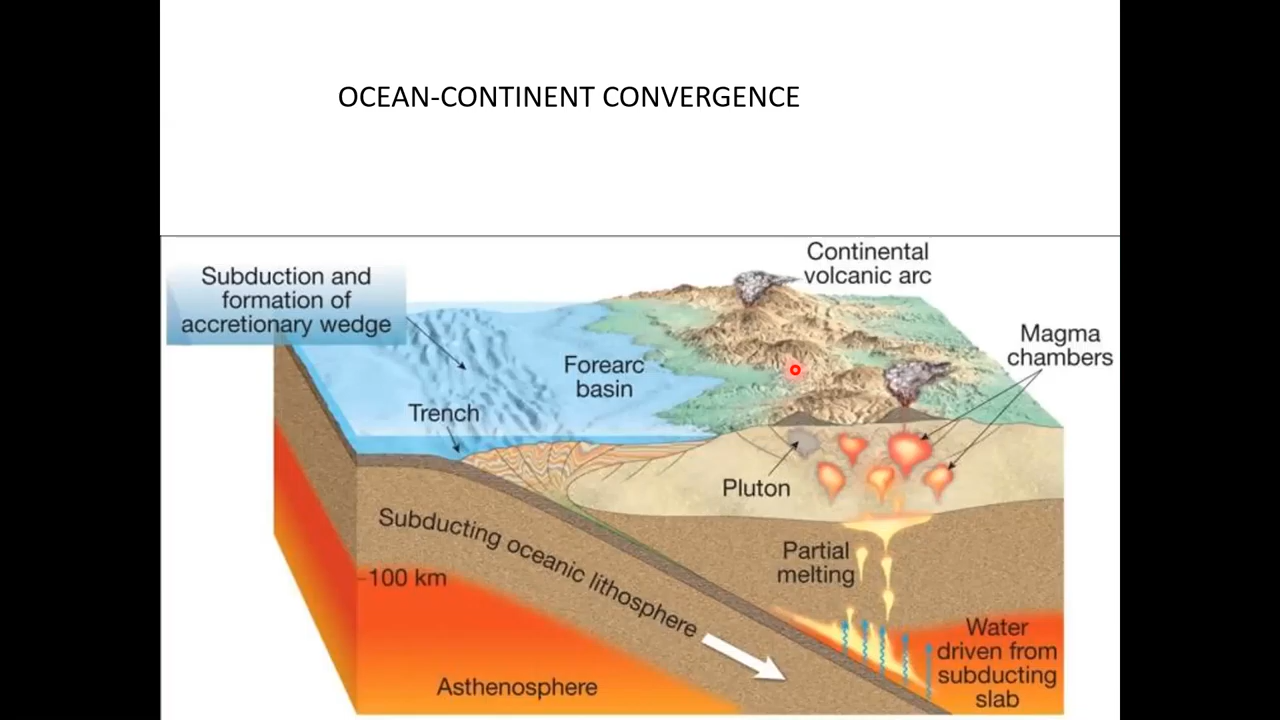 OCEAN-CONTINENT CONVERGENCE
Continental
volcanic arc
Subduction and
formation of
accretionary wedge
Magma
chambers
Forearc
basin
Trench
Pluton
Subducting oceanic lithosphere
Partial
melting
100 km
Water
driven from
subducting
slab
Asthenosphere